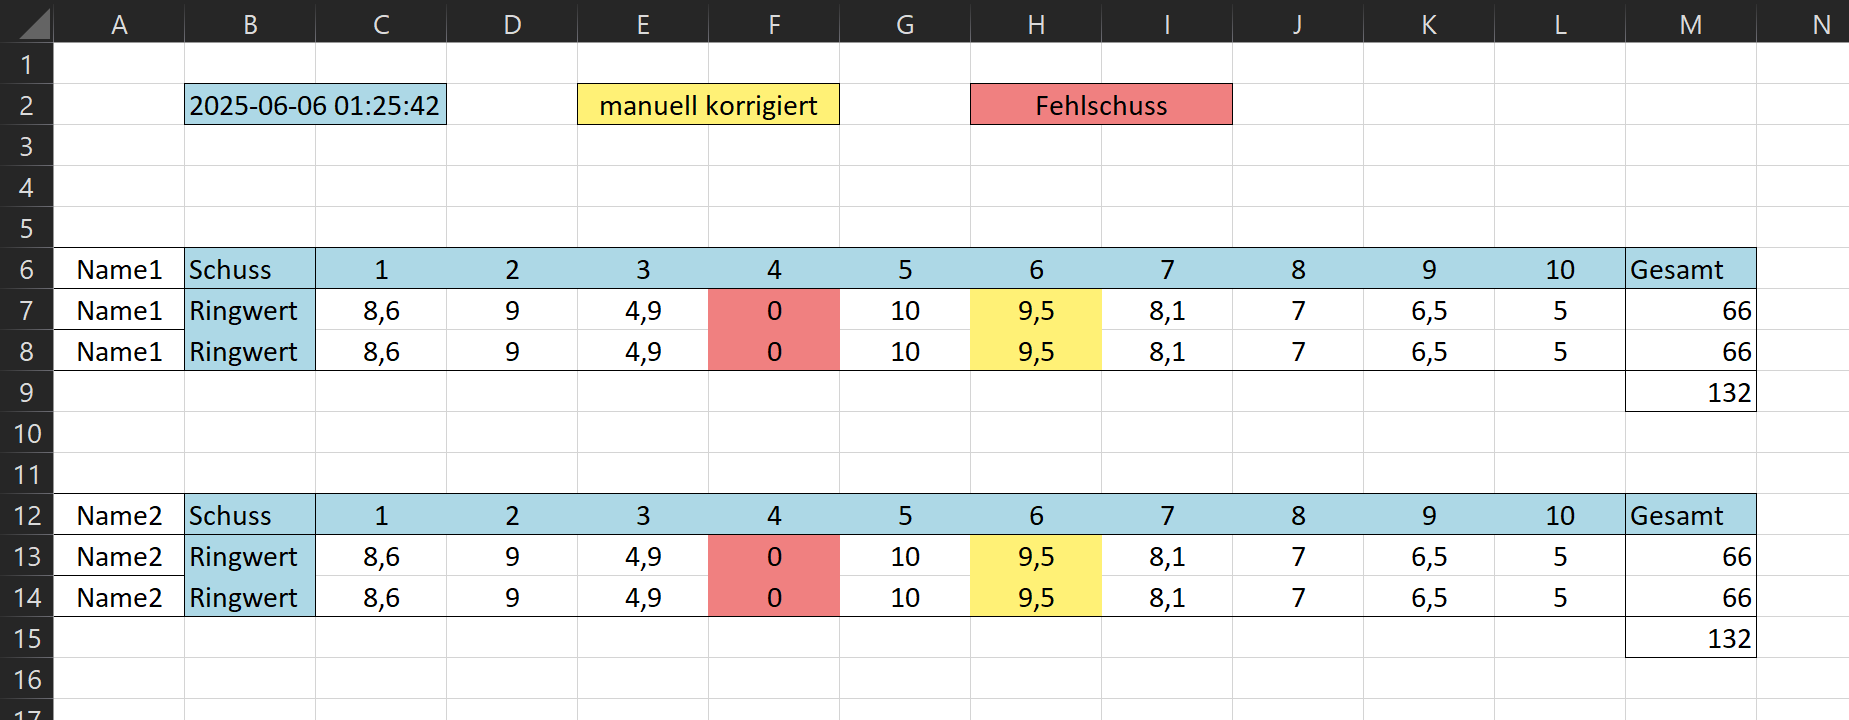 A B C D E F G H I J K L M N
1
2 2025-06-06 01:25:42 manuell korrigiert Fehlschuss
3
4
5
6 Name1 Schuss 1 2 3 4 5 6 7 8 9 10 Gesamt
7 Name1 Ringwert 8,6 9 4,9 0 10 9,5 8,1 7 6,5 5 66
8 Name1 Ringwert 8,6 9 4,9 0 10 9,5 8,1 7 6,5 5 66
9 132
10
11
12 Name2 Schuss 1 2 3 4 5 6 7 8 9 10 Gesamt
13 Name2 Ringwert 8,6 9 4,9 0 10 9,5 8,1 7 6,5 5 66
14 Name2 Ringwert 8,6 9 4,9 0 10 9,5 8,1 7 6,5 5 66
15 132
16
17